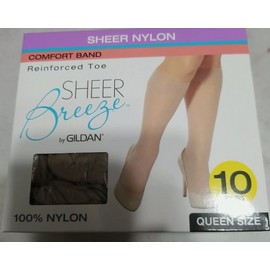 SHEER NYLON
COMFORT BAND
Reinforced Toe
SHEER
Breeze
by GILDAN
10
100% NYLON
QUEEN SIZE